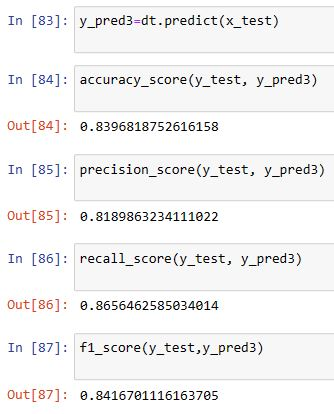 In [83]: y_pred3=dt.predict(x_test)
In [84]: accuracy_score(y_test, y_pred3)
Out[84]: 0.8396818752616158
In [85]: precision_score(y_test, y_pred3)
Out[85]: 0.8189863234111022
In [86]: recall_score(y_test, y_pred3)
Out[86]: 0.8656462585034014
In [87]: f1_score(y_test,y_pred3)
Out[87]: 0.8416701116163705